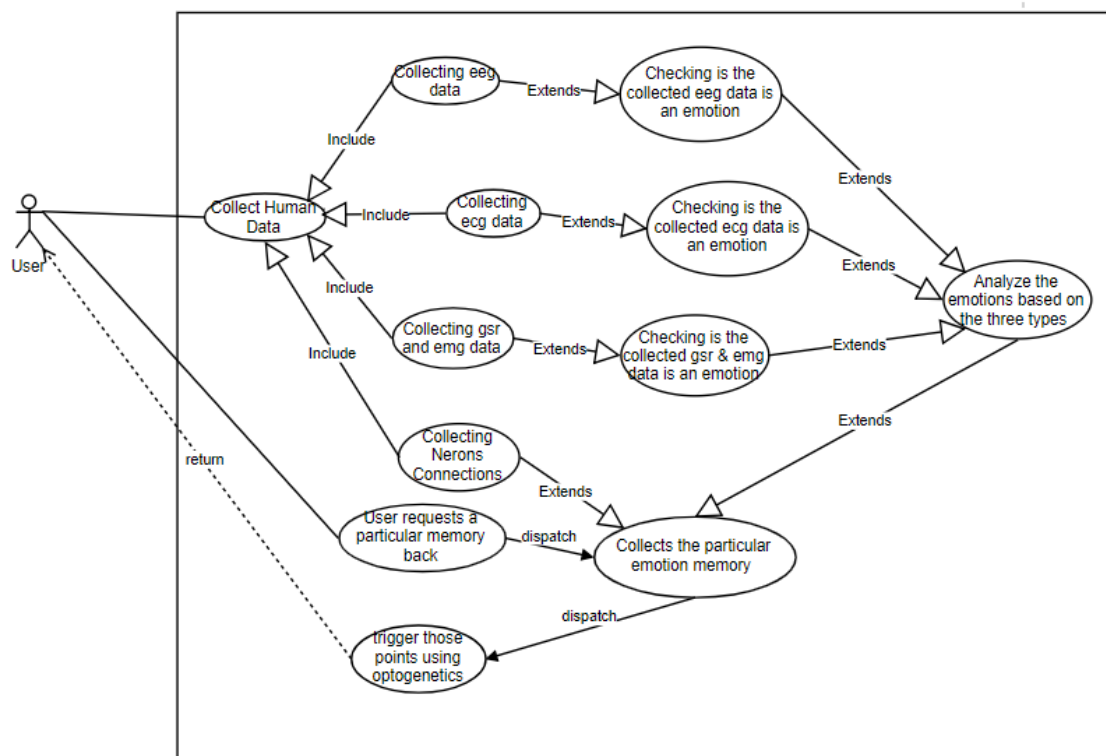 Collecting eeg
data
Extends
Checking is the
collected eeg data is
an emotion
Include
Extends
Collect Human
Data
Include
Collecting
ecg data
Extends
Checking is the
collected ecg data is
an emotion
Extends
User
Include
Collecting gsr
and emg data
Extends
Checking is the
collected gsr & emg
data is an emotion
Extends
Analyze the
emotions based on
the three types
Include
Collecting
Nerons
Connections
Extends
Extends
return
User requests a
particular memory
back
dispatch
Collects the particular
emotion memory
dispatch
trigger those
points using
optogenetics